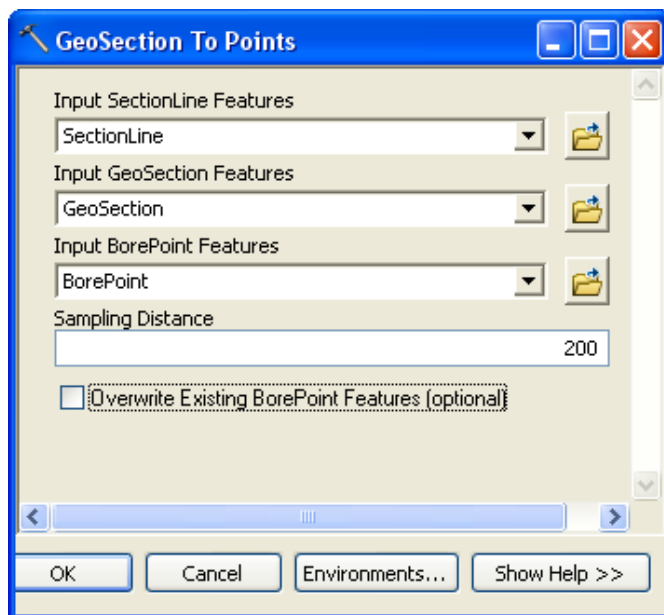 GeoSection To Points
Input SectionLine Features
SectionLine
Input GeoSection Features
GeoSection
Input BorePoint Features
BorePoint
Sampling Distance
200
Overwrite Existing BorePoint Features (optional)
OK Cancel Environments... Show Help >>